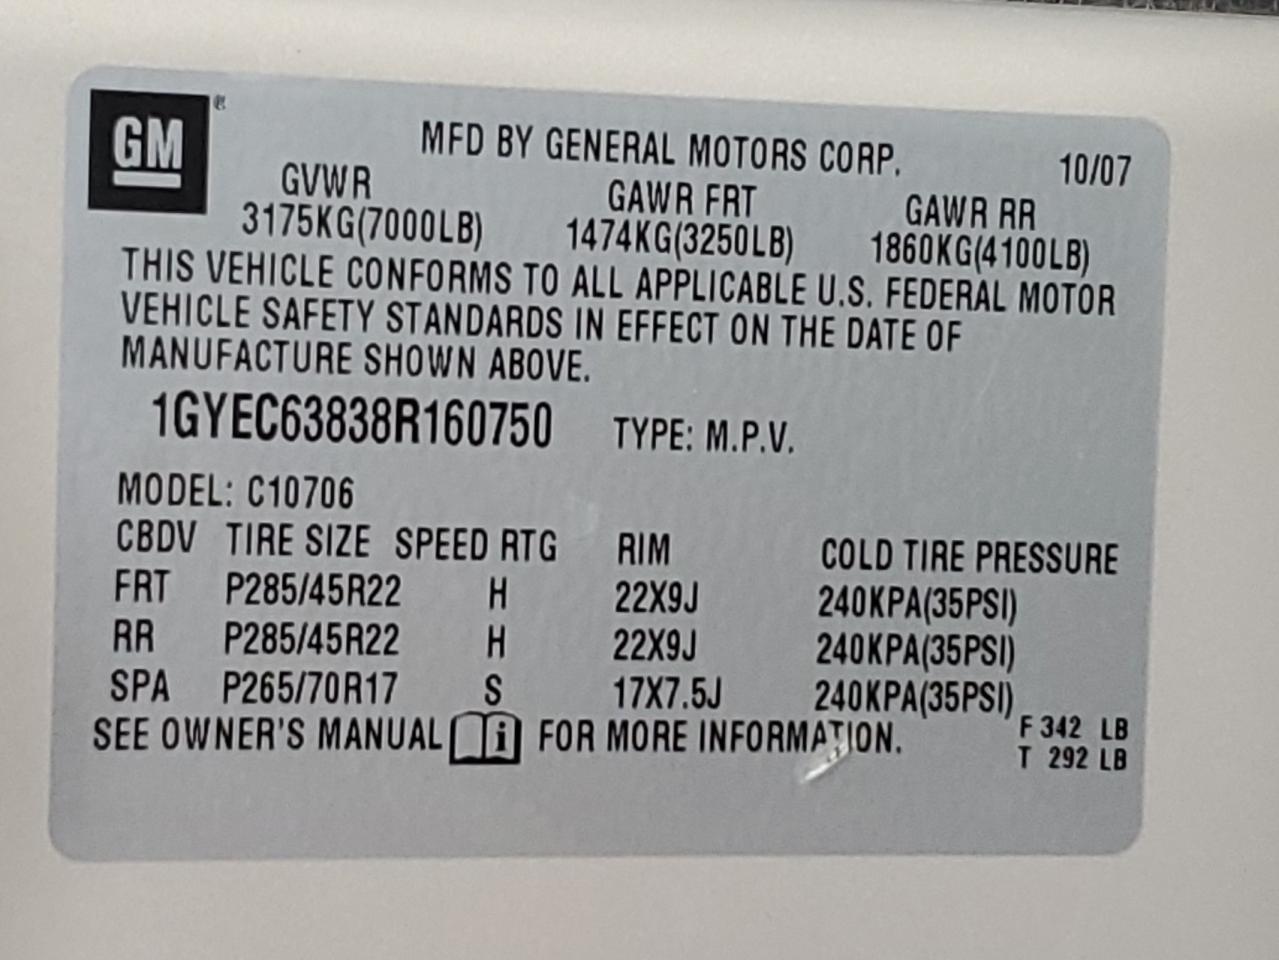 GM ®
MFD BY GENERAL MOTORS CORP. 10/07
GVWR GAWR FRT GAWR RR
3175KG(7000LB) 1474KG(3250LB) 1860KG(4100LB)
THIS VEHICLE CONFORMS TO ALL APPLICABLE U.S. FEDERAL MOTOR
VEHICLE SAFETY STANDARDS IN EFFECT ON THE DATE OF
MANUFACTURE SHOWN ABOVE.
1GYEC63838R160750 TYPE: M.P.V.
MODEL: C10706
CBDV TIRE SIZE SPEED RTG RIM COLD TIRE PRESSURE
FRT P285/45R22 H 22X9J 240KPA(35PSI)
RR P285/45R22 H 22X9J 240KPA(35PSI)
SPA P265/70R17 S 17X7.5J 240KPA(35PSI)
SEE OWNER'S MANUAL i FOR MORE INFORMATION. F 342 LB
T 292 LB